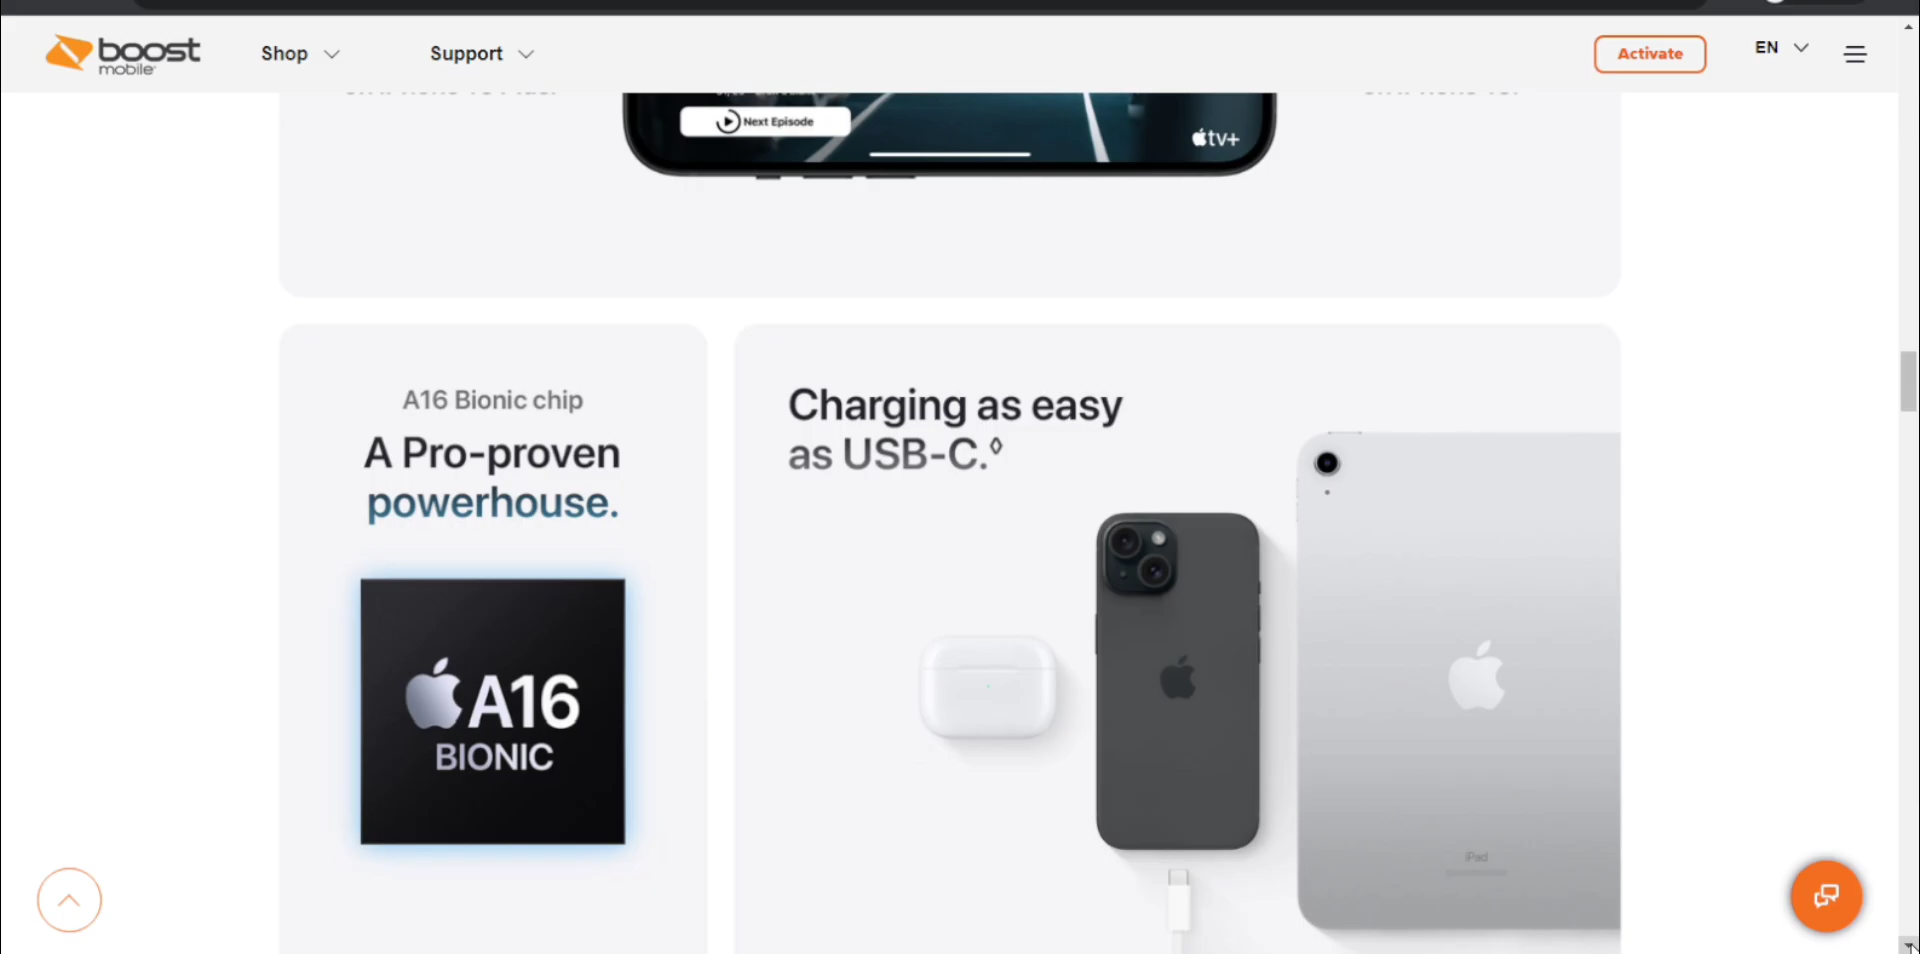 boost
mobile
Shop
Support
Activate
EN
Next Episode
tv+
A16 Bionic chip
A Pro-proven
powerhouse.
A16
BIONIC
Charging as easy
as USB-C.◊
iPad